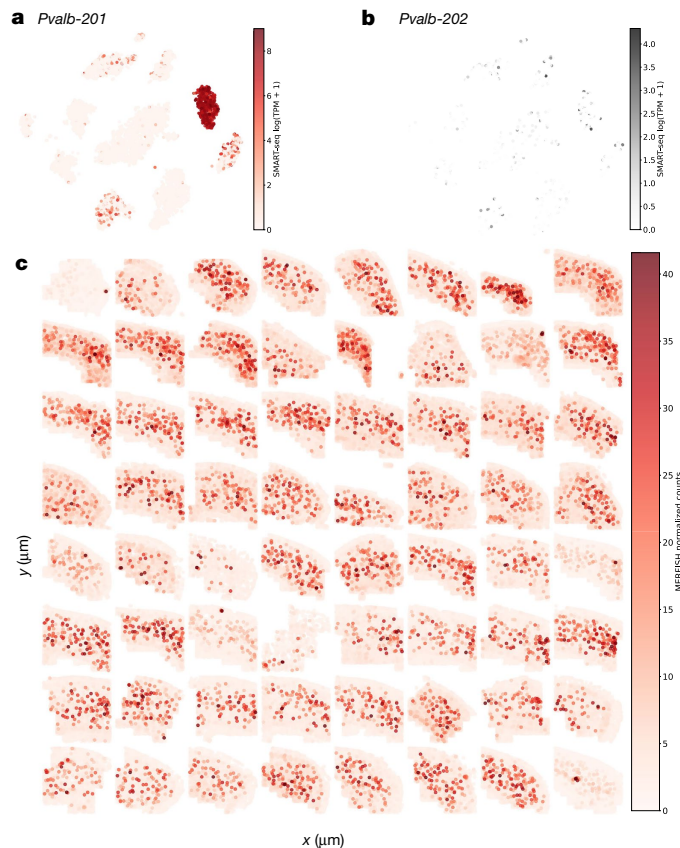 a Pvalb-201
b Pvalb-202
8
6
4
2
0
SMART-seq log(TPM + 1)
4.0
3.5
3.0
2.5
2.0
1.5
1.0
0.5
0.0
SMART-seq log(TPM + 1)
c
40
35
30
25
20
15
10
5
0
MERFISH normalized counts
y (μm)
x (μm)